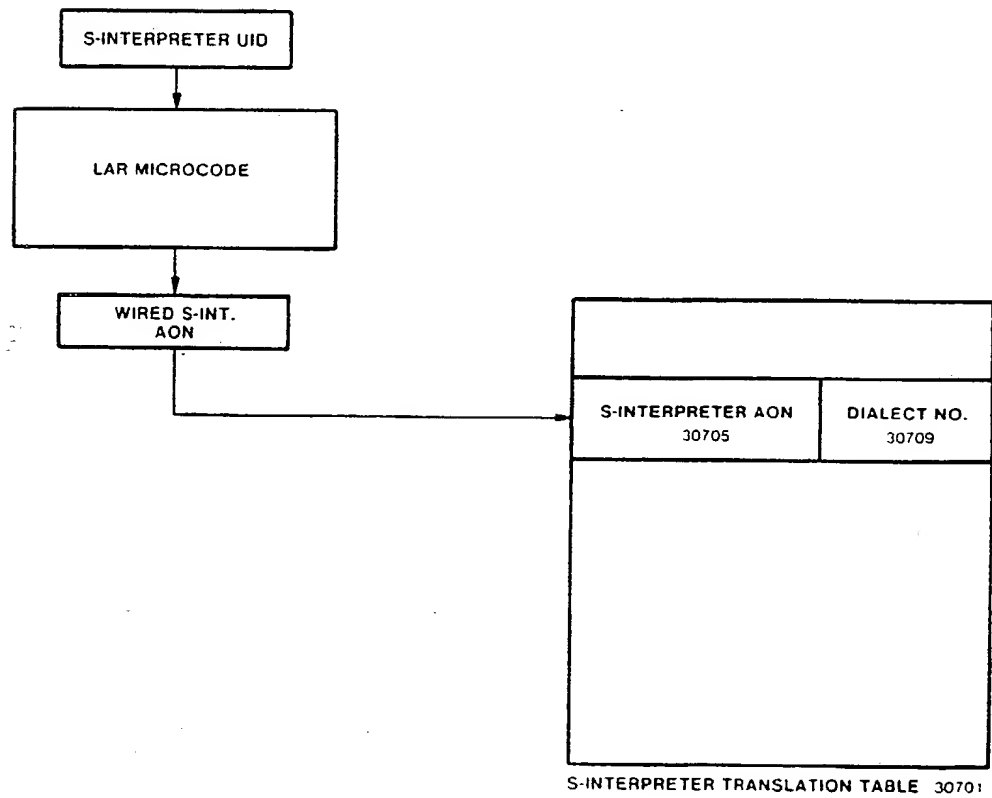 S-INTERPRETER UID
LAR MICROCODE
WIRED S-INT.
AON
S-INTERPRETER AON
30705
DIALECT NO.
30709
S-INTERPRETER TRANSLATION TABLE 30701